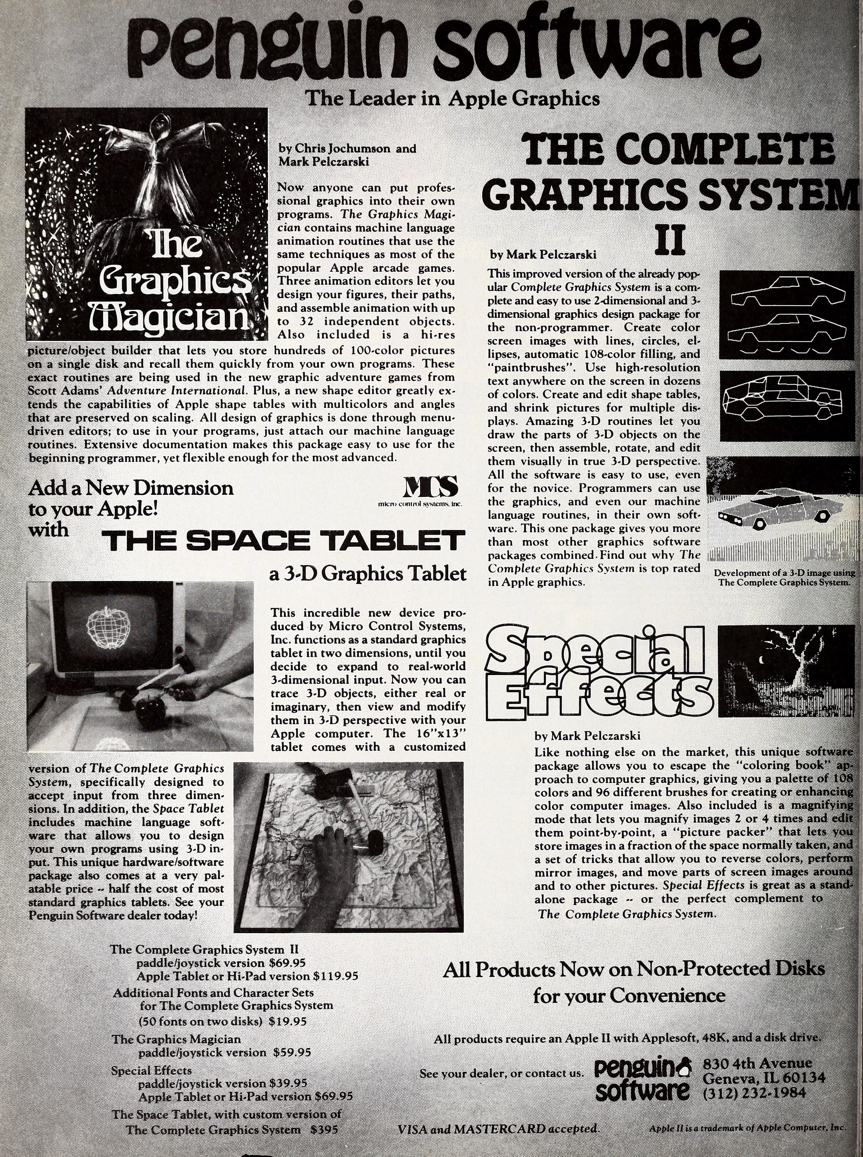 penguin software
The Leader in Apple Graphics
The
Graphics
Magician
by Chris Jochumson and
Mark Pelczarski
Now anyone can put profes-
sional graphics into their own
programs. The Graphics Magi-
cian contains machine language
animation routines that use the
same techniques as most of the
popular Apple arcade games.
Three animation editors let you
design your figures, their paths,
and assemble animation with up
to 32 independent objects.
Also included is a hi-res
picture/object builder that lets you store hundreds of 100-color pictures
on a single disk and recall them quickly from your own programs. These
exact routines are being used in the new graphic adventure games from
Scott Adams' Adventure International. Plus, a new shape editor greatly ex-
tends the capabilities of Apple shape tables with multicolors and angles
that are preserved on scaling. All design of graphics is done through menu-
driven editors; to use in your programs, just attach our machine language
routines. Extensive documentation makes this package easy to use for the
beginning programmer, yet flexible enough for the most advanced.
Add a New Dimension
to your Apple!
with
MCS
micro control systems, inc.
THE SPACE TABLET
a 3-D Graphics Tablet
This incredible new device pro-
duced by Micro Control Systems,
Inc. functions as a standard graphics
tablet in two dimensions, until you
decide to expand to real-world
3-dimensional input. Now you can
trace 3-D objects, either real or
imaginary, then view and modify
them in 3-D perspective with your
Apple computer. The 16"x13"
tablet comes with a customized
version of The Complete Graphics
System, specifically designed to
accept input from three dimen-
sions. In addition, the Space Tablet
includes machine language soft-
ware that allows you to design
your own programs using 3-D in-
put. This unique hardware/software
package also comes at a very pal-
atable price -- half the cost of most
standard graphics tablets. See your
Penguin Software dealer today!
THE COMPLETE
GRAPHICS SYSTEM
II
by Mark Pelczarski
This improved version of the already pop-
ular Complete Graphics System is a com-
plete and easy to use 2-dimensional and 3-
dimensional graphics design package for
the non-programmer. Create color
screen images with lines, circles, el-
lipses, automatic 108-color filling, and
"paintbrushes". Use high-resolution
text anywhere on the screen in dozens
of colors. Create and edit shape tables,
and shrink pictures for multiple dis-
plays. Amazing 3-D routines let you
draw the parts of 3-D objects on the
screen, then assemble, rotate, and edit
them visually in true 3-D perspective.
All the software is easy to use, even
for the novice. Programmers can use
the graphics, and even our machine
language routines, in their own soft-
ware. This one package gives you more
than most other graphics software
packages combined. Find out why The
Complete Graphics System is top rated
in Apple graphics.
Development of a 3-D image using
The Complete Graphics System.
Special
Effects
by Mark Pelczarski
Like nothing else on the market, this unique software
package allows you to escape the "coloring book" ap-
proach to computer graphics, giving you a palette of 108
colors and 96 different brushes for creating or enhancing
color computer images. Also included is a magnifying
mode that lets you magnify images 2 or 4 times and edit
them point-by-point, a "picture packer" that lets you
store images in a fraction of the space normally taken, and
a set of tricks that allow you to reverse colors, perform
mirror images, and move parts of screen images around
and to other pictures. Special Effects is great as a stand-
alone package -- or the perfect complement to
The Complete Graphics System.
The Complete Graphics System II
paddle/joystick version $69.95
Apple Tablet or Hi-Pad version $119.95
Additional Fonts and Character Sets
for The Complete Graphics System
(50 fonts on two disks) $19.95
The Graphics Magician
paddle/joystick version $59.95
Special Effects
paddle/joystick version $39.95
Apple Tablet or Hi-Pad version $69.95
The Space Tablet, with custom version of
The Complete Graphics System $395
All Products Now on Non-Protected Disks
for your Convenience
All products require an Apple II with Applesoft, 48K, and a disk drive.
See your dealer, or contact us.
penguin
software
830 4th Avenue
Geneva, IL 60134
(312) 232-1984
VISA and MASTERCARD accepted.
Apple II is a trademark of Apple Computer, Inc.